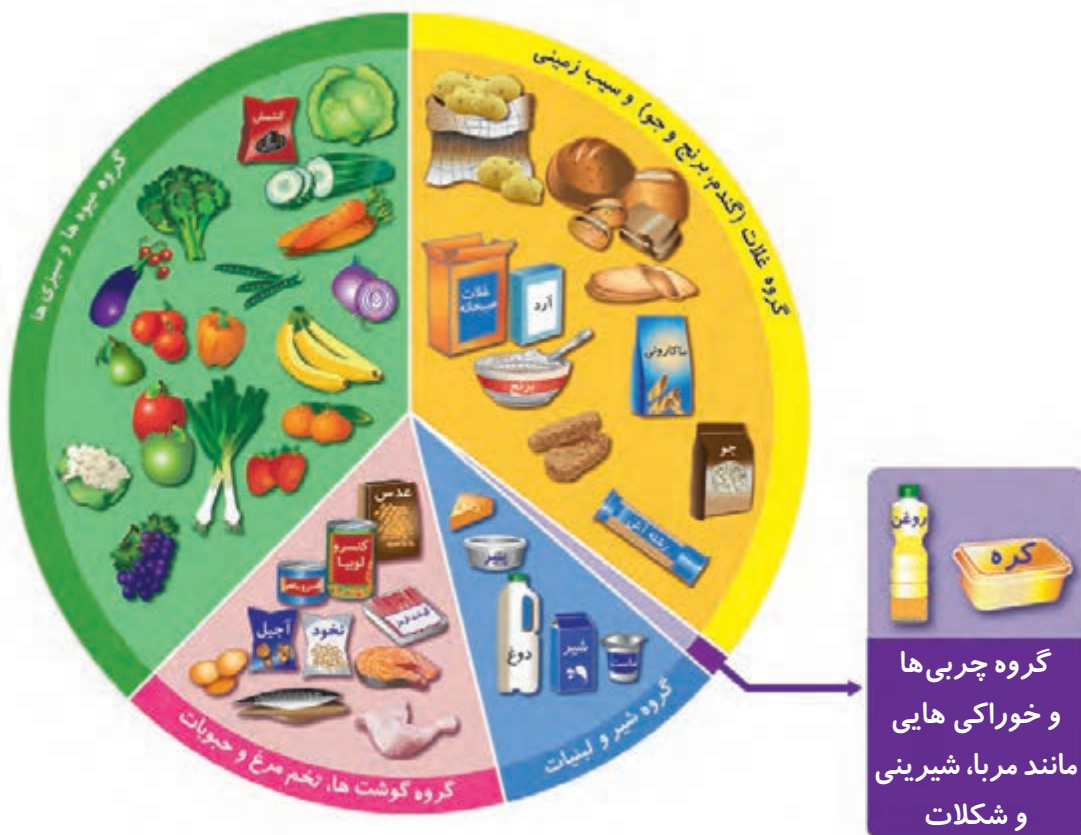 گروه غلات (گندم، برنج و جو) و سیب زمینی
غلات
صبحانه
آرد
برنج
ماکارونی
جو
رشته آش
گروه میوه ها و سبزی ها
کشمش
گروه گوشت ها، تخم مرغ و حبوبات
عدس
کنسرو
لوبیا
آجیل
نخود
گروه شیر و لبنیات
پنیر
دوغ
شیر
ماست
روغن
کره
گروه چربی‌ها
و خوراکی هایی
مانند مربا، شیرینی
و شکلات